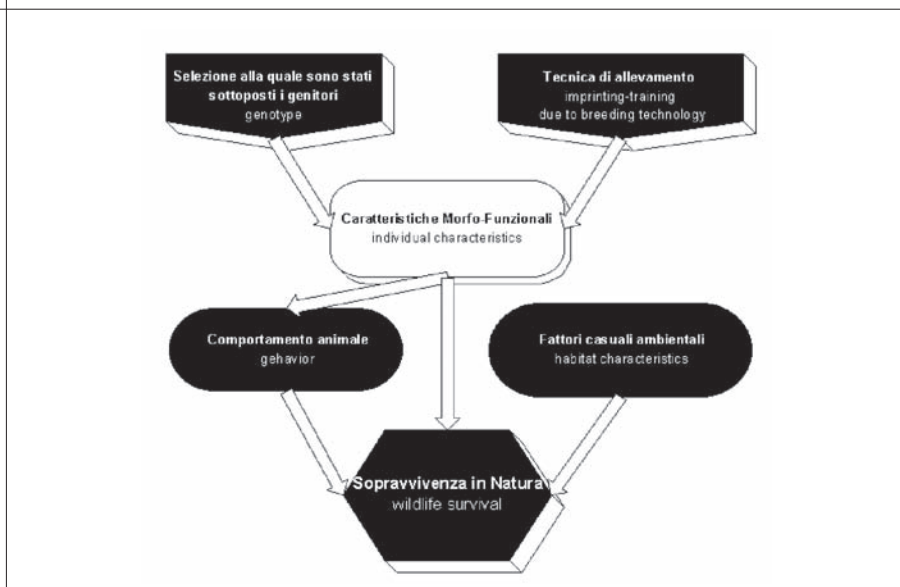 Selezione alla quale sono stati
sottoposti i genitori
genotype
Tecnica di allevamento
imprinting-training
due to breeding technology
Caratteristiche Morfo-Funzionali
individual characteristics
Comportamento animale
gehavior
Fattori casuali ambientali
habitat characteristics
Sopravvivenza in Natura
wildlife survival